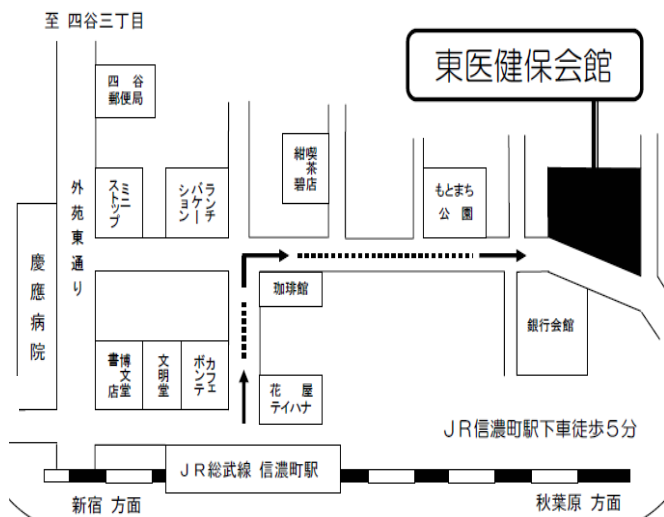 至 四谷三丁目
東医健保会館
四谷
郵便局
喫茶店
紺碧
ミニ
ストップ
ランチ
バケー
ション
もとまち
公園
外苑東通り
慶應病院
珈琲館
銀行会館
博文堂
書店
文明堂
カフェ
ボンテ
花屋
テイハナ
JR信濃町駅下車徒歩5分
JR総武線 信濃町駅
新宿 方面
秋葉原 方面